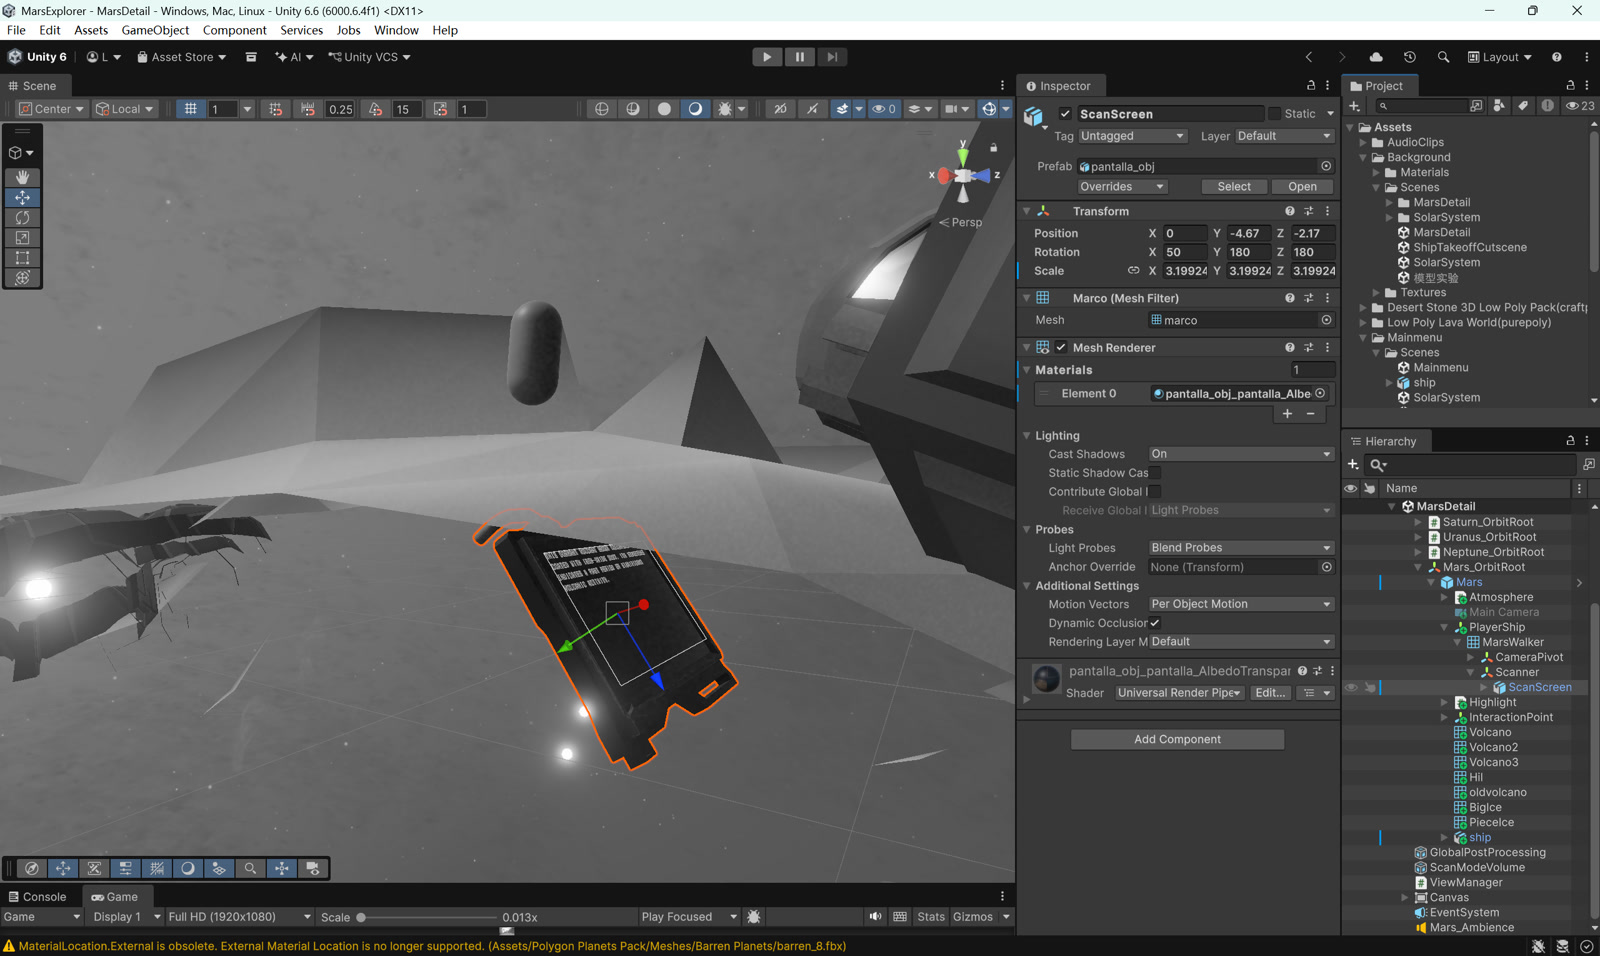 MarsExplorer - MarsDetail - Windows, Mac, Linux - Unity 6.6 (6000.6.4f1) <DX11>
File Edit Assets GameObject Component Services Jobs Window Help
Unity 6 L Asset Store AI Unity VCS Layout
Scene
Center Local 1 0.25 15 1 2D 0
y
x z
Persp
Inspector
ScanScreen Static
Tag Untagged Layer Default
Prefab pantalla_obj
Overrides Select Open
Transform
Position X 0 Y -4.67 Z -2.17
Rotation X 50 Y 180 Z 180
Scale X 3.19924 Y 3.19924 Z 3.19924
Marco (Mesh Filter)
Mesh marco
Mesh Renderer
Materials 1
Element 0 pantalla_obj_pantalla_Albe
Lighting
Cast Shadows On
Static Shadow Cas
Contribute Global I
Receive Global I Light Probes
Probes
Light Probes Blend Probes
Anchor Override None (Transform)
Additional Settings
Motion Vectors Per Object Motion
Dynamic Occlusion
Rendering Layer M Default
pantalla_obj_pantalla_AlbedoTranspar
Shader Universal Render Pipe Edit...
Add Component
Project
23
Assets
AudioClips
Background
Materials
Scenes
MarsDetail
SolarSystem
MarsDetail
ShipTakeoffCutscene
SolarSystem
模型实验
Textures
Desert Stone 3D Low Poly Pack(craftp
Low Poly Lava World(purepoly)
Mainmenu
Scenes
Mainmenu
ship
SolarSystem
Hierarchy
Name
MarsDetail
Saturn_OrbitRoot
Uranus_OrbitRoot
Neptune_OrbitRoot
Mars_OrbitRoot
Mars
Atmosphere
Main Camera
PlayerShip
MarsWalker
CameraPivot
Scanner
ScanScreen
Highlight
InteractionPoint
Volcano
Volcano2
Volcano3
Hil
oldvolcano
BigIce
PieceIce
ship
GlobalPostProcessing
ScanModeVolume
ViewManager
Canvas
EventSystem
Mars_Ambience
Console Game
Game Display 1 Full HD (1920x1080) Scale 0.013x Play Focused Stats Gizmos
MaterialLocation.External is obsolete. External Material Location is no longer supported. (Assets/Polygon Planets Pack/Meshes/Barren Planets/barren_8.fbx)